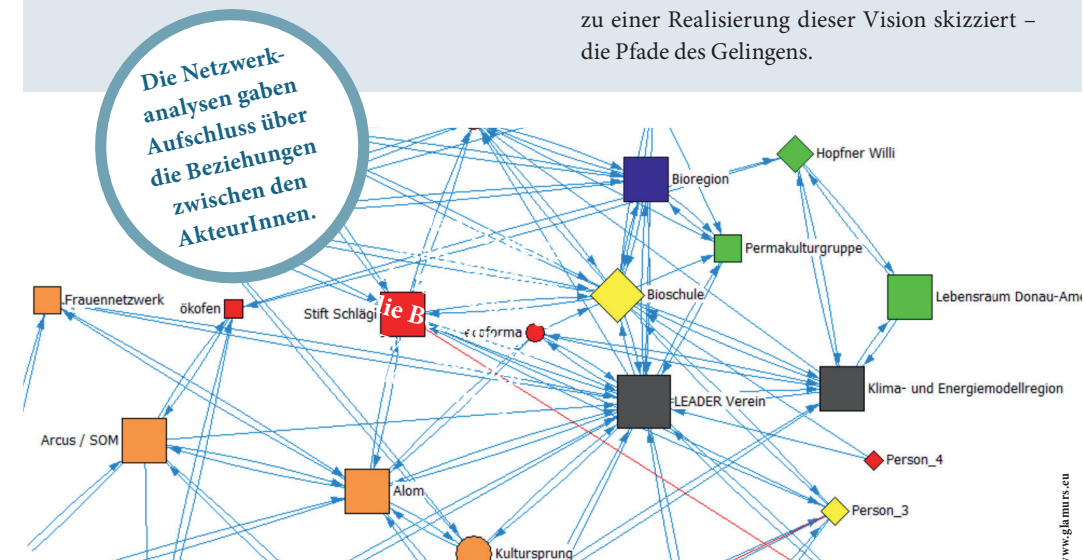 zu einer Realisierung dieser Vision skizziert –
die Pfade des Gelingens.
Die Netzwerk-
analysen gaben
Aufschluss über
die Beziehungen
zwischen den
AkteurInnen.
Hopfner Willi
Bioregion
Permakulturgruppe
Bioschule
Lebensraum Donau-Ame
Frauennetzwerk
ökofen
Stift Schlägl
lie B
Klima- und Energiemodellregion
LEADER Verein
Arcus / SOM
Person_4
Alom
Person_3
Kultursprung
www.glamurs.eu